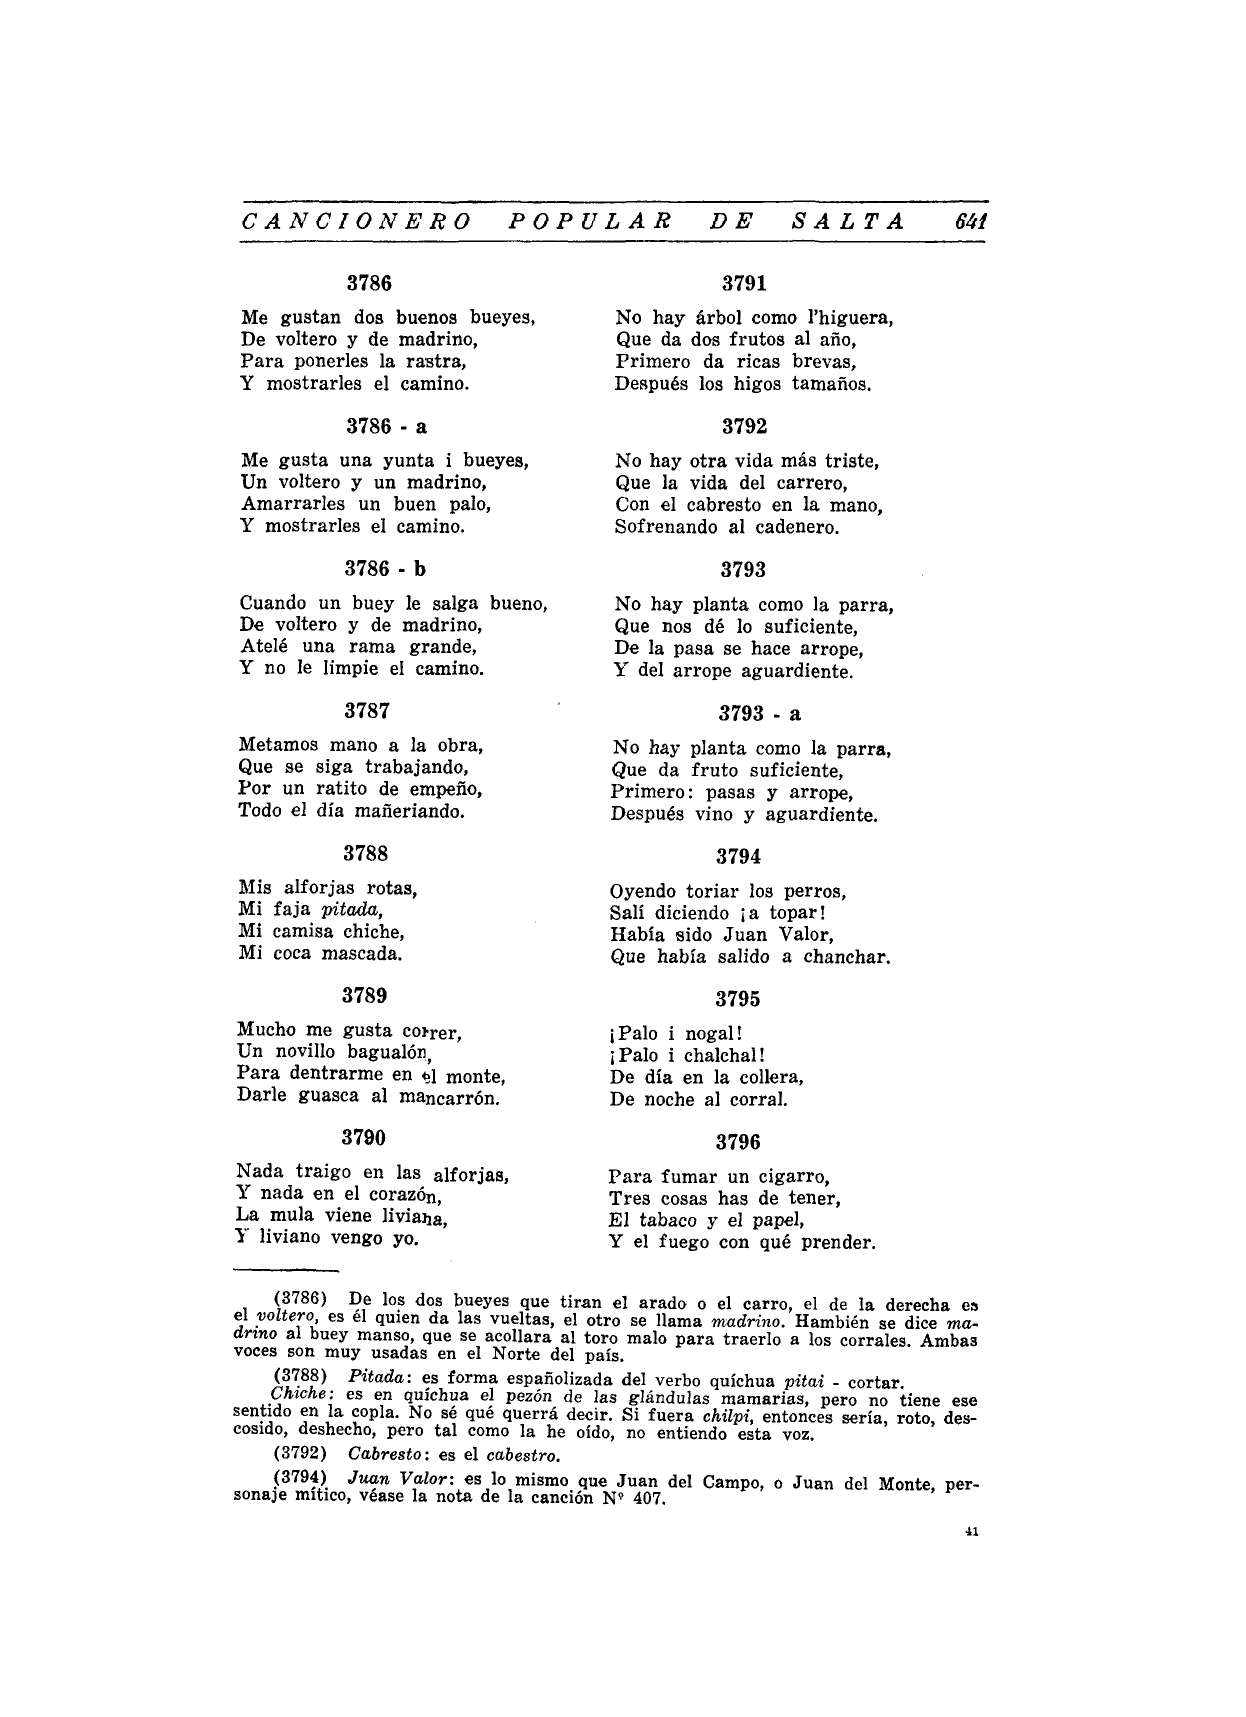 CANCIONERO POPULAR DE SALTA 641
3786
Me gustan dos buenos bueyes,
De voltero y de madrino,
Para ponerles la rastra,
Y mostrarles el camino.
3786 - a
Me gusta una yunta i bueyes,
Un voltero y un madrino,
Amarrarles un buen palo,
Y mostrarles el camino.
3786 - b
Cuando un buey le salga bueno,
De voltero y de madrino,
Atelé una rama grande,
Y no le limpie el camino.
3787
Metamos mano a la obra,
Que se siga trabajando,
Por un ratito de empeño,
Todo el día mañeriando.
3788
Mis alforjas rotas,
Mi faja pitada,
Mi camisa chiche,
Mi coca mascada.
3789
Mucho me gusta correr,
Un novillo bagualón,
Para dentrarme en el monte,
Darle guasca al mancarrón.
3790
Nada traigo en las alforjas,
Y nada en el corazón,
La mula viene liviana,
Y liviano vengo yo.
3791
No hay árbol como l'higuera,
Que da dos frutos al año,
Primero da ricas brevas,
Después los higos tamaños.
3792
No hay otra vida más triste,
Que la vida del carrero,
Con el cabresto en la mano,
Sofrenando al cadenero.
3793
No hay planta como la parra,
Que nos dé lo suficiente,
De la pasa se hace arrope,
Y del arrope aguardiente.
3793 - a
No hay planta como la parra,
Que da fruto suficiente,
Primero: pasas y arrope,
Después vino y aguardiente.
3794
Oyendo toriar los perros,
Salí diciendo ¡a topar!
Había sido Juan Valor,
Que había salido a chanchar.
3795
¡Palo i nogal!
¡Palo i chalchal!
De día en la collera,
De noche al corral.
3796
Para fumar un cigarro,
Tres cosas has de tener,
El tabaco y el papel,
Y el fuego con qué prender.
(3786) De los dos bueyes que tiran el arado o el carro, el de la derecha es
el voltero, es él quien da las vueltas, el otro se llama madrino. Hambién se dice ma-
drino al buey manso, que se acollara al toro malo para traerlo a los corrales. Ambas
voces son muy usadas en el Norte del país.
(3788) Pitada: es forma españolizada del verbo quíchua pitai - cortar.
Chiche: es en quíchua el pezón de las glándulas mamarias, pero no tiene ese
sentido en la copla. No sé qué querrá decir. Si fuera chilpi, entonces sería, roto, des-
cosido, deshecho, pero tal como la he oído, no entiendo esta voz.
(3792) Cabresto: es el cabestro.
(3794) Juan Valor: es lo mismo que Juan del Campo, o Juan del Monte, per-
sonaje mítico, véase la nota de la canción Nº 407.
41